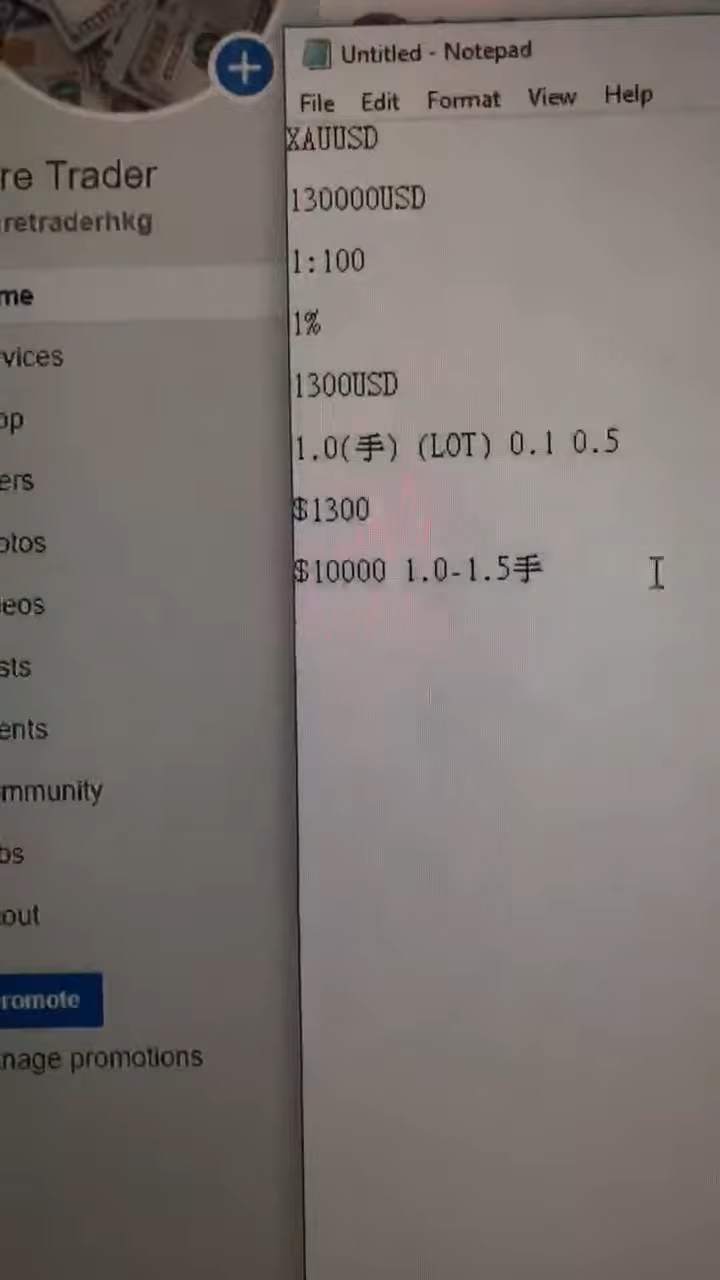 Untitled - Notepad
File Edit Format View Help
XAUUSD
130000USD
1:100
1%
1300USD
1.0(手) (LOT) 0.1 0.5
$1300
$10000 1.0-1.5手
re Trader
retraderhkg
me
vices
op
ers
otos
eos
sts
ents
mmunity
bs
out
romote
nage promotions